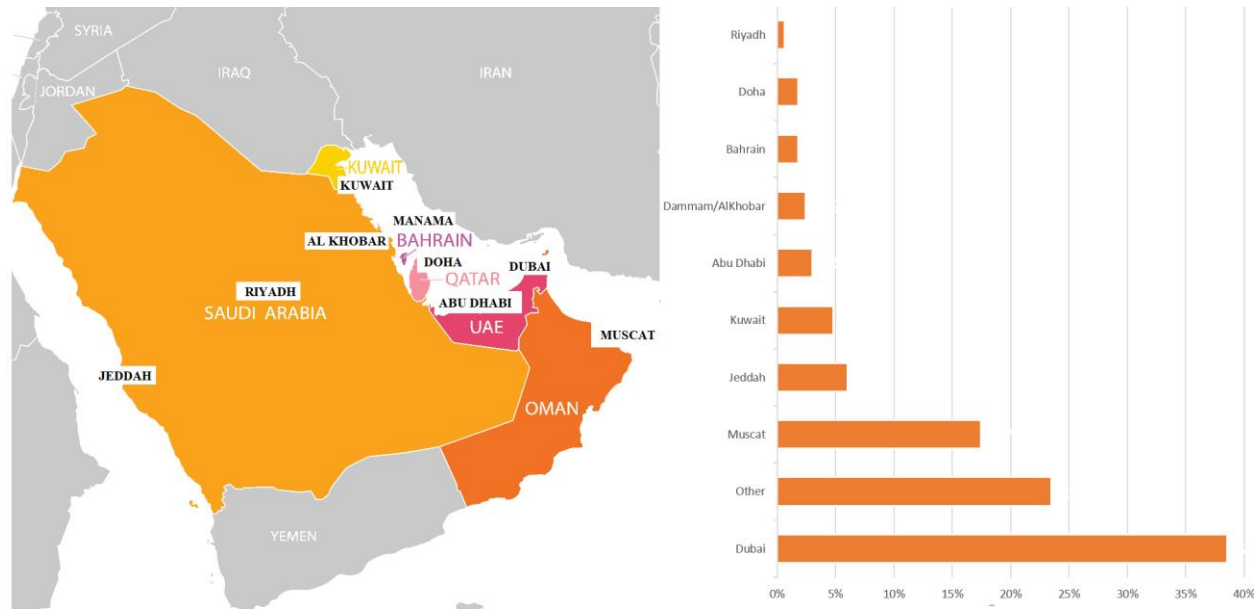 SYRIA
IRAQ
IRAN
JORDAN
KUWAIT
KUWAIT
MANAMA
AL KHOBAR
BAHRAIN
DOHA
DUBAI
QATAR
RIYADH
ABU DHABI
SAUDI ARABIA
UAE
MUSCAT
JEDDAH
OMAN
YEMEN
Riyadh
Doha
Bahrain
Dammam/AlKhobar
Abu Dhabi
Kuwait
Jeddah
Muscat
Other
Dubai
0% 5% 10% 15% 20% 25% 30% 35% 40%